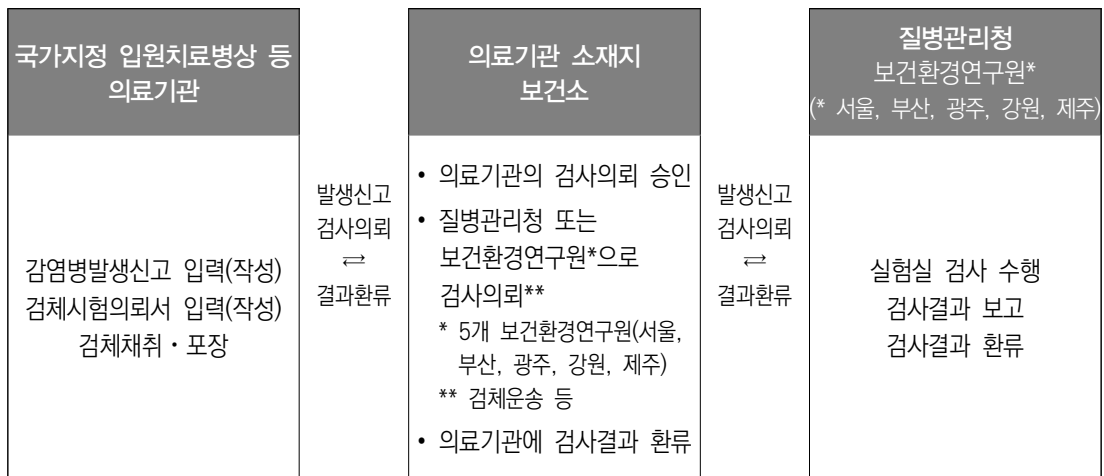 국가지정 입원치료병상 등
의료기관
감염병발생신고 입력(작성)
검체시험의뢰서 입력(작성)
검체채취・포장
발생신고
검사의뢰
⇄
결과환류
의료기관 소재지
보건소
• 의료기관의 검사의뢰 승인
• 질병관리청 또는
보건환경연구원*으로
검사의뢰**
* 5개 보건환경연구원(서울,
부산, 광주, 강원, 제주)
** 검체운송 등
• 의료기관에 검사결과 환류
발생신고
검사의뢰
⇄
결과환류
질병관리청
보건환경연구원*
(* 서울, 부산, 광주, 강원, 제주)
실험실 검사 수행
검사결과 보고
검사결과 환류